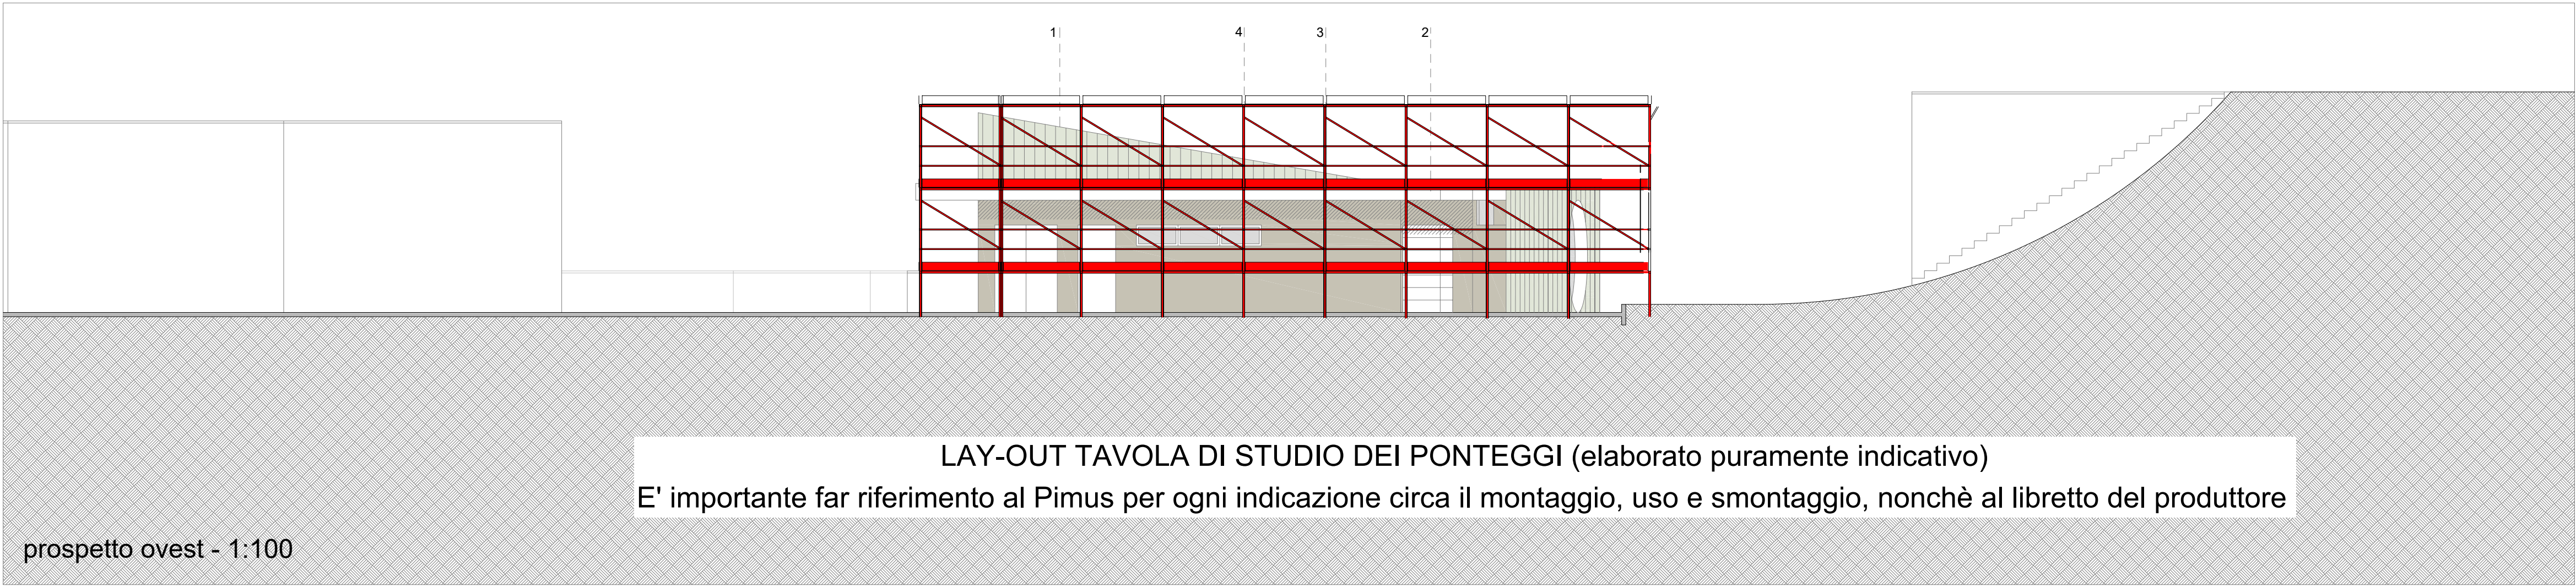 1 4 3 2
LAY-OUT TAVOLA DI STUDIO DEI PONTEGGI (elaborato puramente indicativo)
E' importante far riferimento al Pimus per ogni indicazione circa il montaggio, uso e smontaggio, nonchè al libretto del produttore
prospetto ovest - 1:100